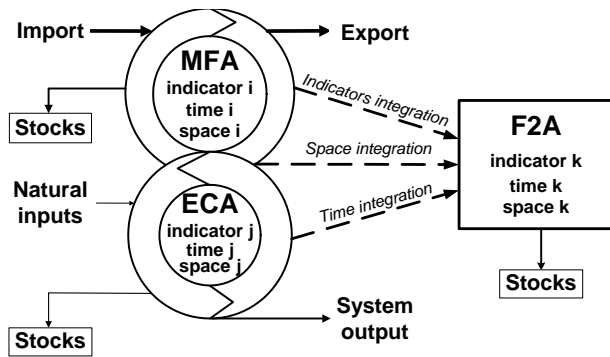 Import
Export
MFA
indicator i
time i
space i
Stocks
Indicators integration
Space integration
Time integration
F2A
indicator k
time k
space k
Stocks
Natural
inputs
ECA
indicator j
time j
space j
Stocks
System
output